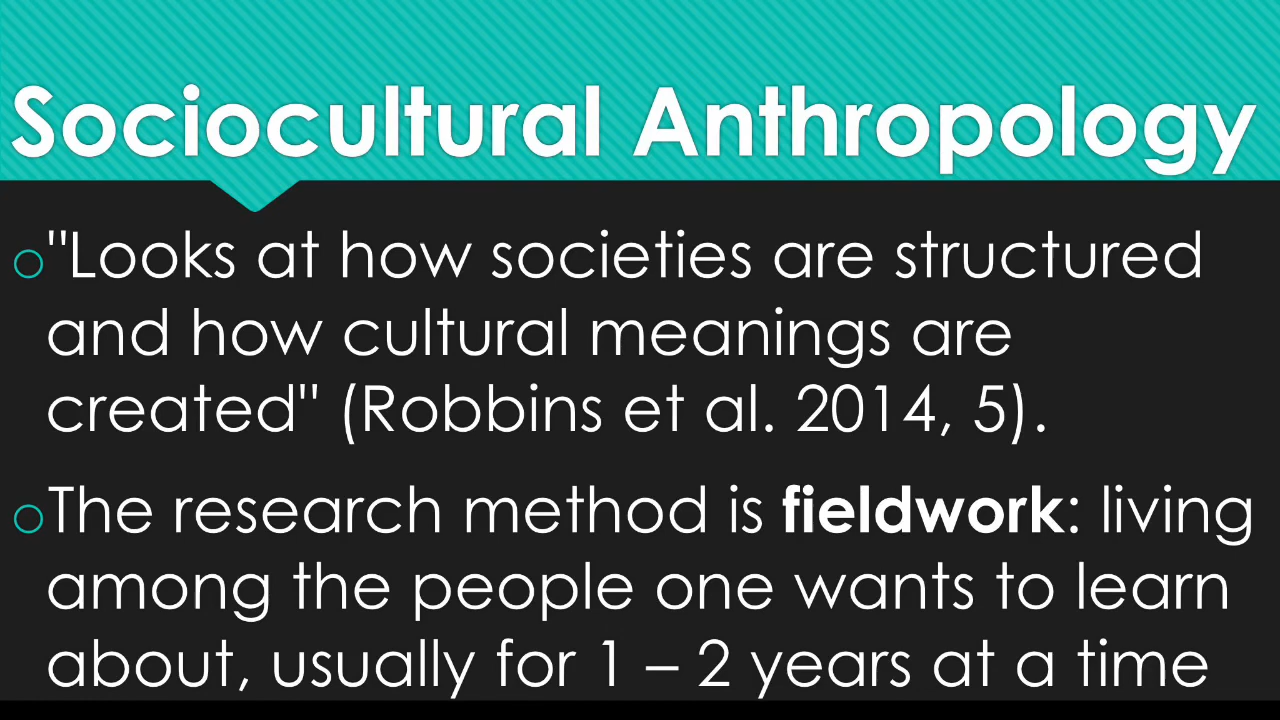 Sociocultural Anthropology
o"Looks at how societies are structured
and how cultural meanings are
created" (Robbins et al. 2014, 5).
oThe research method is fieldwork: living
among the people one wants to learn
about, usually for 1 – 2 years at a time